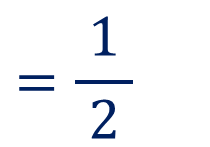 = 1/2